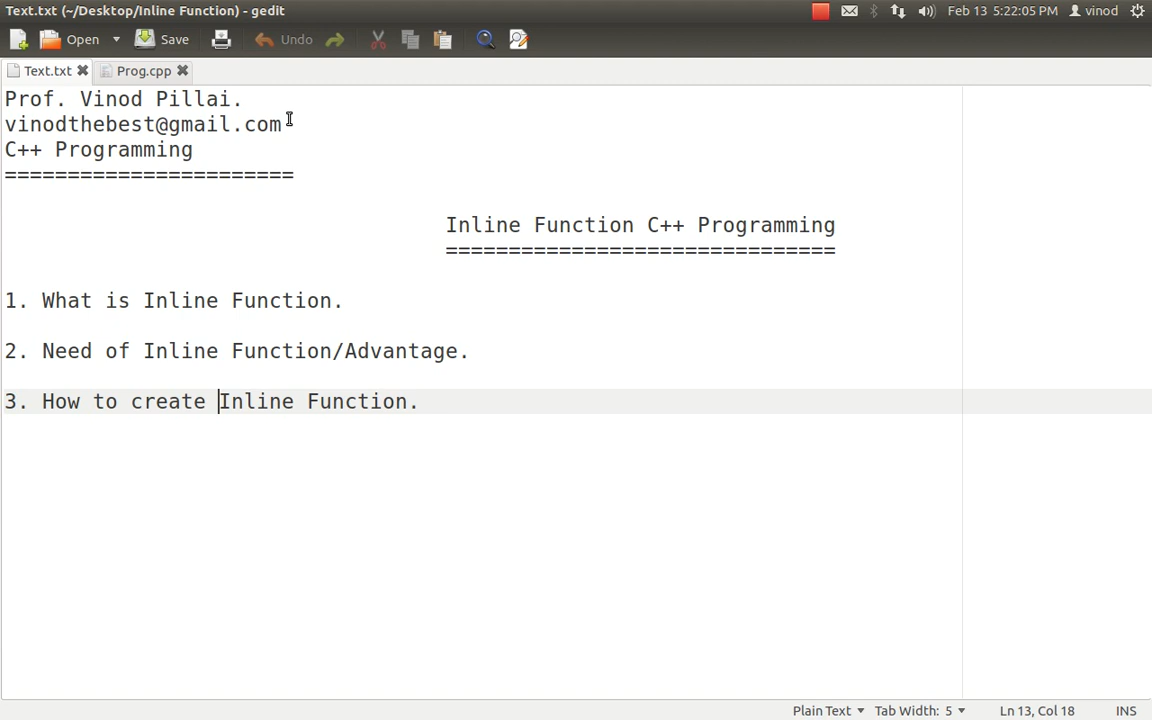 Text.txt (~/Desktop/Inline Function) - gedit
Feb 13 5:22:05 PM vinod
Open Save Undo
Text.txt Prog.cpp
Prof. Vinod Pillai.
vinodthebest@gmail.com
C++ Programming
=======================
Inline Function C++ Programming
===============================
1. What is Inline Function.
2. Need of Inline Function/Advantage.
3. How to create Inline Function.
Plain Text Tab Width: 5 Ln 13, Col 18 INS